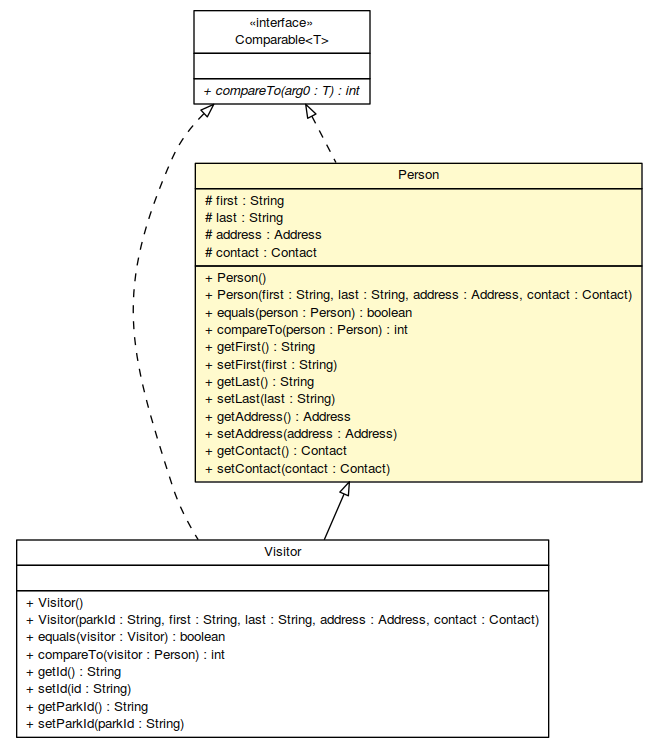 «interface»
Comparable<T>
+ compareTo(arg0 : T) : int
Person
# first : String
# last : String
# address : Address
# contact : Contact
+ Person()
+ Person(first : String, last : String, address : Address, contact : Contact)
+ equals(person : Person) : boolean
+ compareTo(person : Person) : int
+ getFirst() : String
+ setFirst(first : String)
+ getLast() : String
+ setLast(last : String)
+ getAddress() : Address
+ setAddress(address : Address)
+ getContact() : Contact
+ setContact(contact : Contact)
Visitor
+ Visitor()
+ Visitor(parkId : String, first : String, last : String, address : Address, contact : Contact)
+ equals(visitor : Visitor) : boolean
+ compareTo(visitor : Person) : int
+ getId() : String
+ setId(id : String)
+ getParkId() : String
+ setParkId(parkId : String)